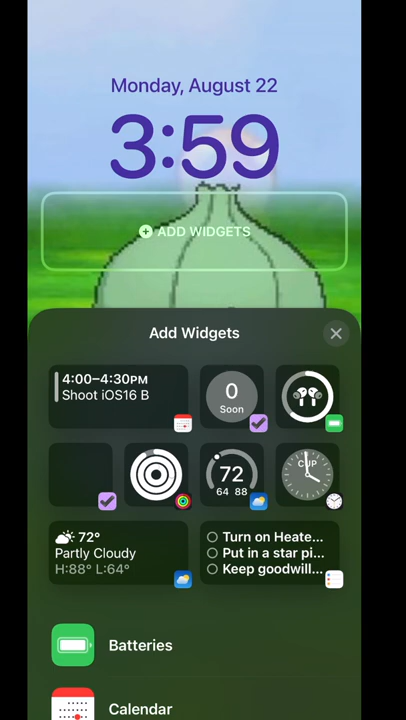 Monday, August 22
3:59
ADD WIDGETS
Add Widgets
4:00–4:30PM
Shoot iOS16 B
0
Soon
72
64 88
CUP
72°
Partly Cloudy
H:88° L:64°
Turn on Heate...
Put in a star pi...
Keep goodwill...
Batteries
Calendar